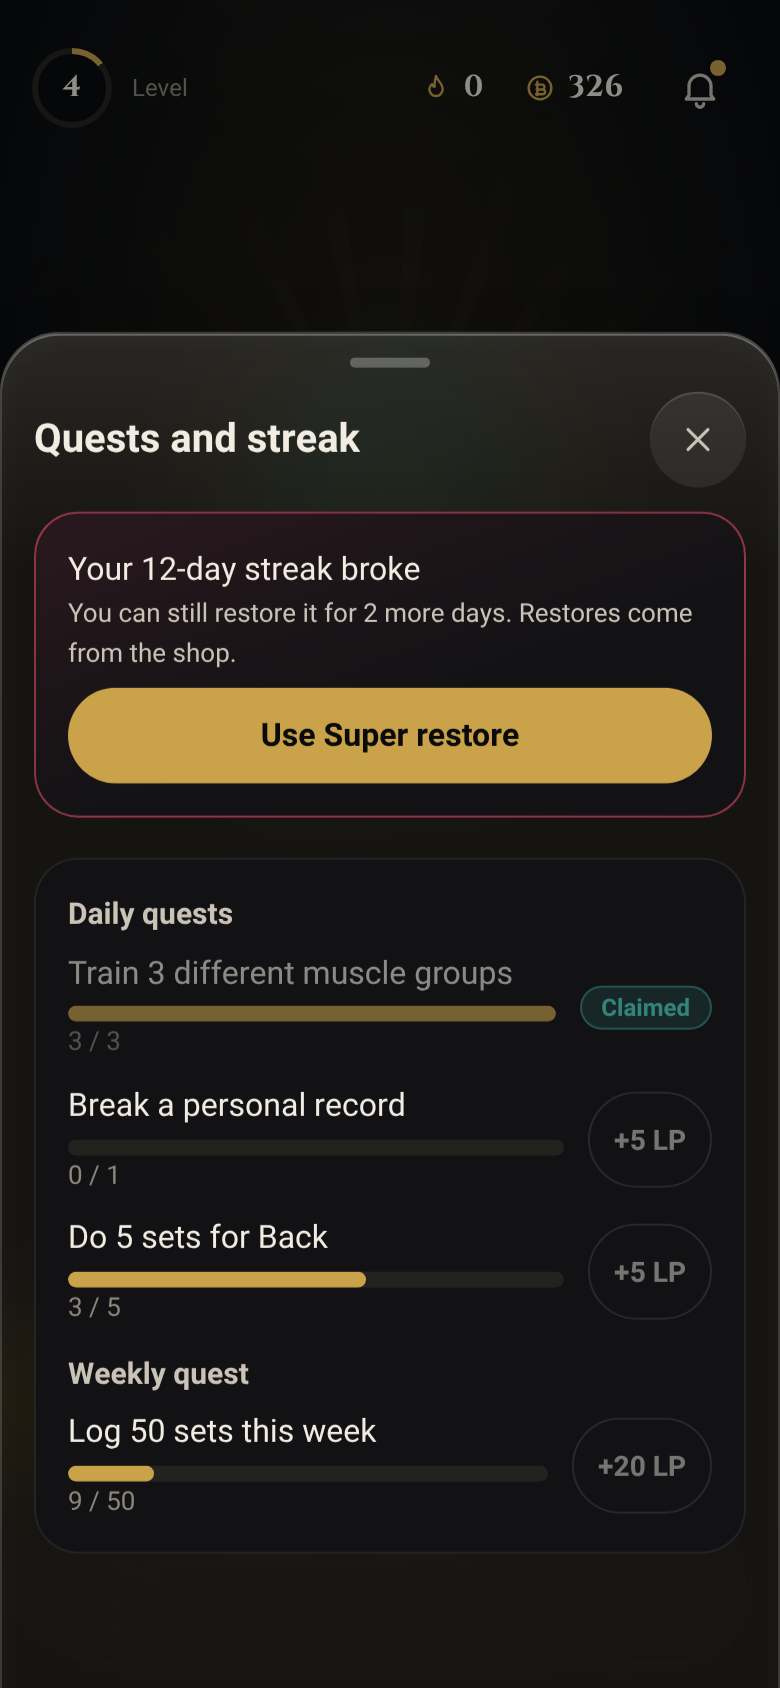 4
Level
0
326
Quests and streak
Your 12-day streak broke
You can still restore it for 2 more days. Restores come
from the shop.
Use Super restore
Daily quests
Train 3 different muscle groups
Claimed
3 / 3
Break a personal record
+5 LP
0 / 1
Do 5 sets for Back
+5 LP
3 / 5
Weekly quest
Log 50 sets this week
+20 LP
9 / 50